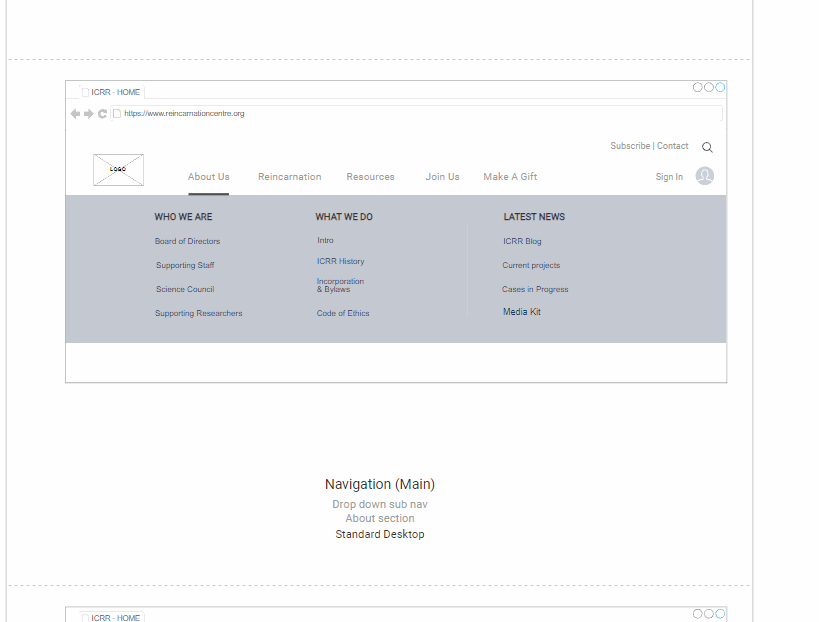 ICRR - HOME
https://www.reincarnationcentre.org
Subscribe | Contact
LOGO
About Us Reincarnation Resources Join Us Make A Gift Sign In
WHO WE ARE
Board of Directors
Supporting Staff
Science Council
Supporting Researchers
WHAT WE DO
Intro
ICRR History
Incorporation
& Bylaws
Code of Ethics
LATEST NEWS
ICRR Blog
Current projects
Cases in Progress
Media Kit
Navigation (Main)
Drop down sub nav
About section
Standard Desktop
ICRR - HOME